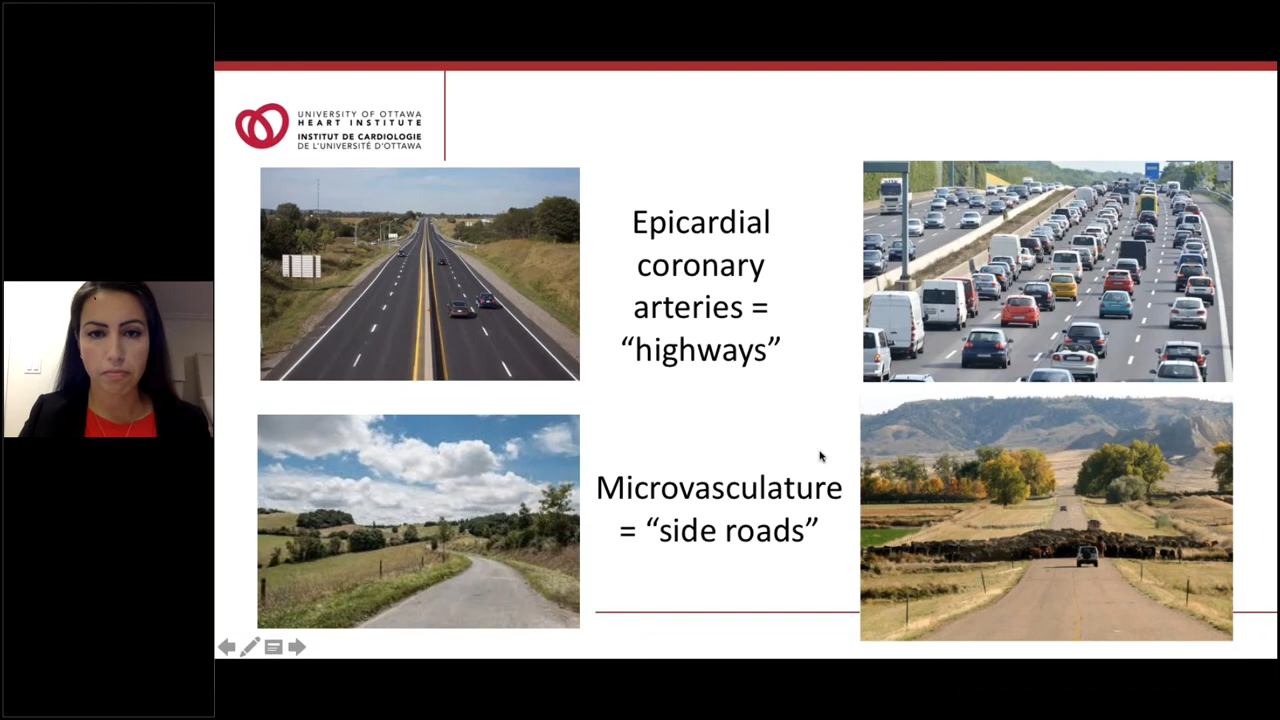 UNIVERSITY OF OTTAWA
HEART INSTITUTE
INSTITUT DE CARDIOLOGIE
DE L'UNIVERSITÉ D'OTTAWA
Epicardial
coronary
arteries =
“highways”
Microvasculature
= “side roads”